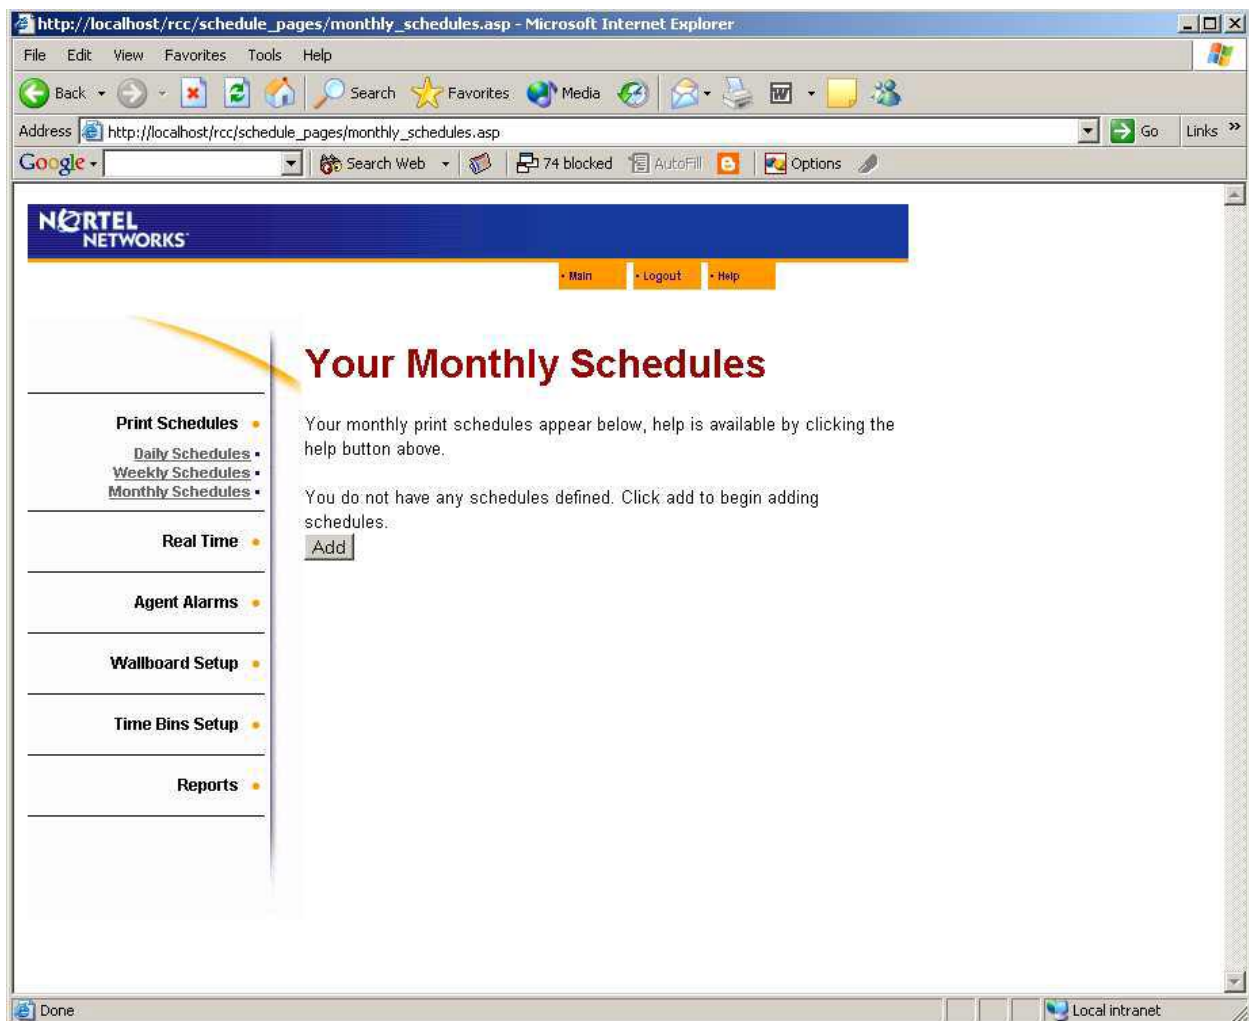 http://localhost/rcc/schedule_pages/monthly_schedules.asp - Microsoft Internet Explorer
File Edit View Favorites Tools Help
Back Search Favorites Media
Address http://localhost/rcc/schedule_pages/monthly_schedules.asp Go Links »
Google Search Web 74 blocked AutoFill Options
NORTEL
NETWORKS
• Main • Logout • Help
Your Monthly Schedules
Print Schedules
Daily Schedules
Weekly Schedules
Monthly Schedules
Real Time
Agent Alarms
Wallboard Setup
Time Bins Setup
Reports
Your monthly print schedules appear below, help is available by clicking the
help button above.
You do not have any schedules defined. Click add to begin adding
schedules.
Add
Done Local intranet